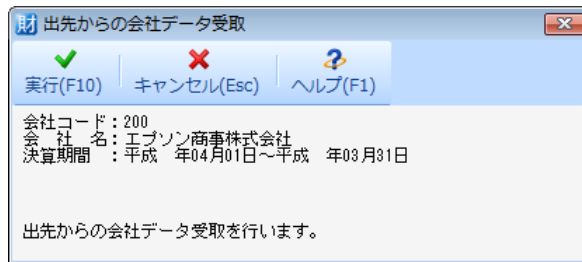 財 出先からの会社データ受取
実行(F10) キャンセル(Esc) ヘルプ(F1)
会社コード：200
会　社　名：エプソン商事株式会社
決算期間　：平成　年04月01日～平成　年03月31日
出先からの会社データ受取を行います。